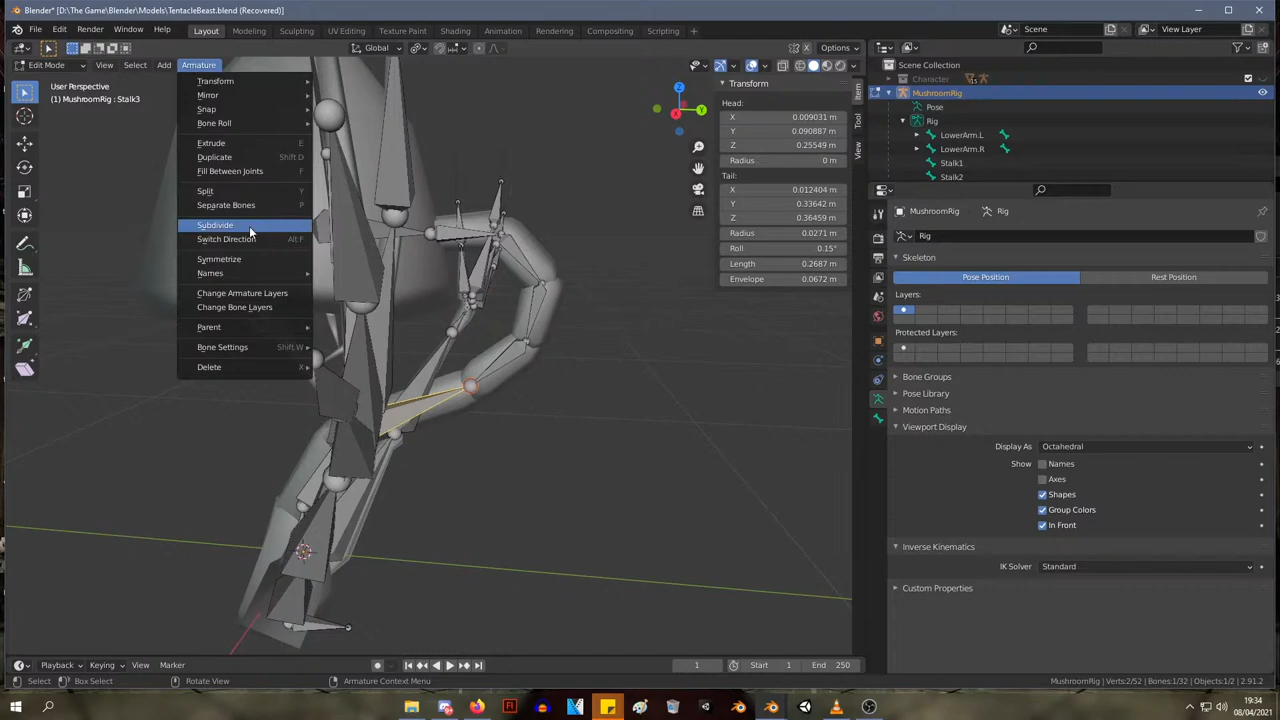 Blender* [D:\The Game\Blender\Models\TentacleBeast.blend (Recovered)]
File Edit Render Window Help Layout Modeling Sculpting UV Editing Texture Paint Shading Animation Rendering Compositing Scripting Scene View Layer
Edit Mode View Select Add Armature Global Options
User Perspective
(1) MushroomRig : Stalk3
Transform
Mirror
Snap
Bone Roll
Extrude E
Duplicate Shift D
Fill Between Joints F
Split Y
Separate Bones P
Subdivide
Switch Direction Alt F
Symmetrize
Names
Change Armature Layers
Change Bone Layers
Parent
Bone Settings Shift W
Delete X
Z
Y
X
Transform
Head:
X 0.009031 m
Y 0.090887 m
Z 0.25549 m
Radius 0 m
Tail:
X 0.012404 m
Y 0.33642 m
Z 0.36459 m
Radius 0.0271 m
Roll 0.15°
Length 0.2687 m
Envelope 0.0672 m
Item
Tool
View
Scene Collection
Character 15
MushroomRig
Pose
Rig
LowerArm.L
LowerArm.R
Stalk1
Stalk2
MushroomRig Rig
Rig
Skeleton
Pose Position Rest Position
Layers:
Protected Layers:
Bone Groups
Pose Library
Motion Paths
Viewport Display
Display As Octahedral
Show Names
Axes
Shapes
Group Colors
In Front
Inverse Kinematics
IK Solver Standard
Custom Properties
Playback Keying View Marker 1 Start 1 End 250
Select Box Select Rotate View Armature Context Menu MushroomRig | Verts:2/52 | Bones:1/32 | Objects:1/2 | 2.91.2
Fl
19:34
08/04/2021